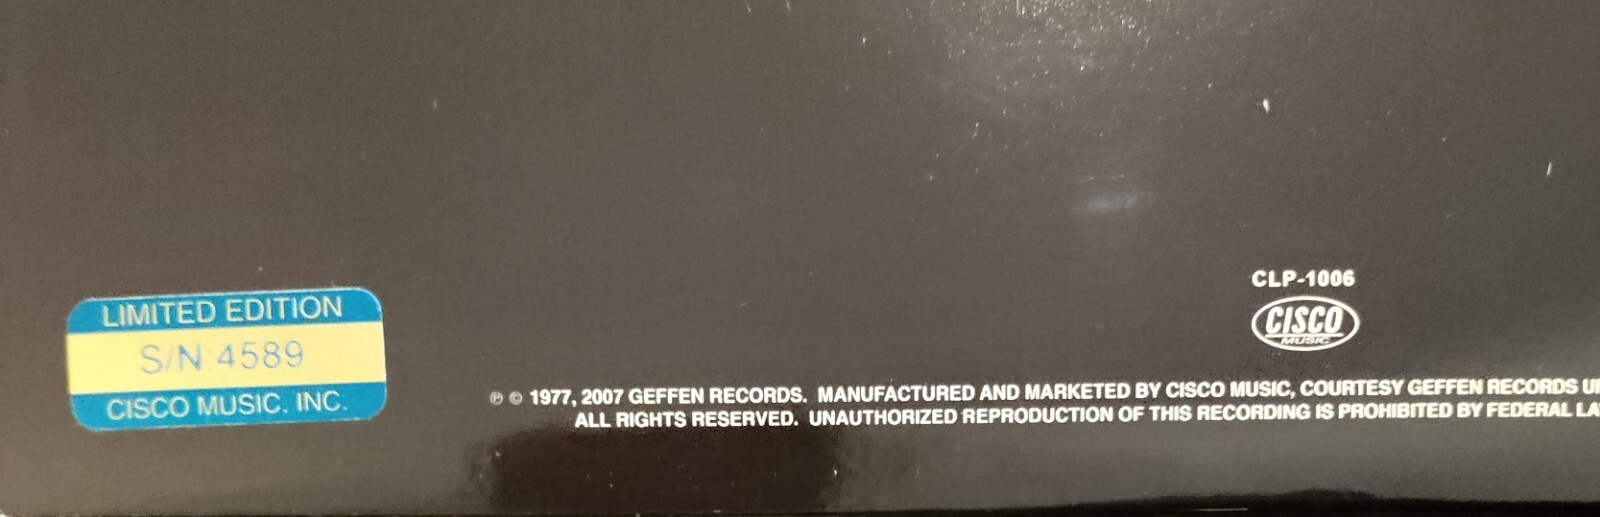 LIMITED EDITION
S/N 4589
CISCO MUSIC. INC.
CLP-1006
CISCO
MUSIC
℗ © 1977, 2007 GEFFEN RECORDS. MANUFACTURED AND MARKETED BY CISCO MUSIC, COURTESY GEFFEN RECORDS
ALL RIGHTS RESERVED. UNAUTHORIZED REPRODUCTION OF THIS RECORDING IS PROHIBITED BY FEDERAL